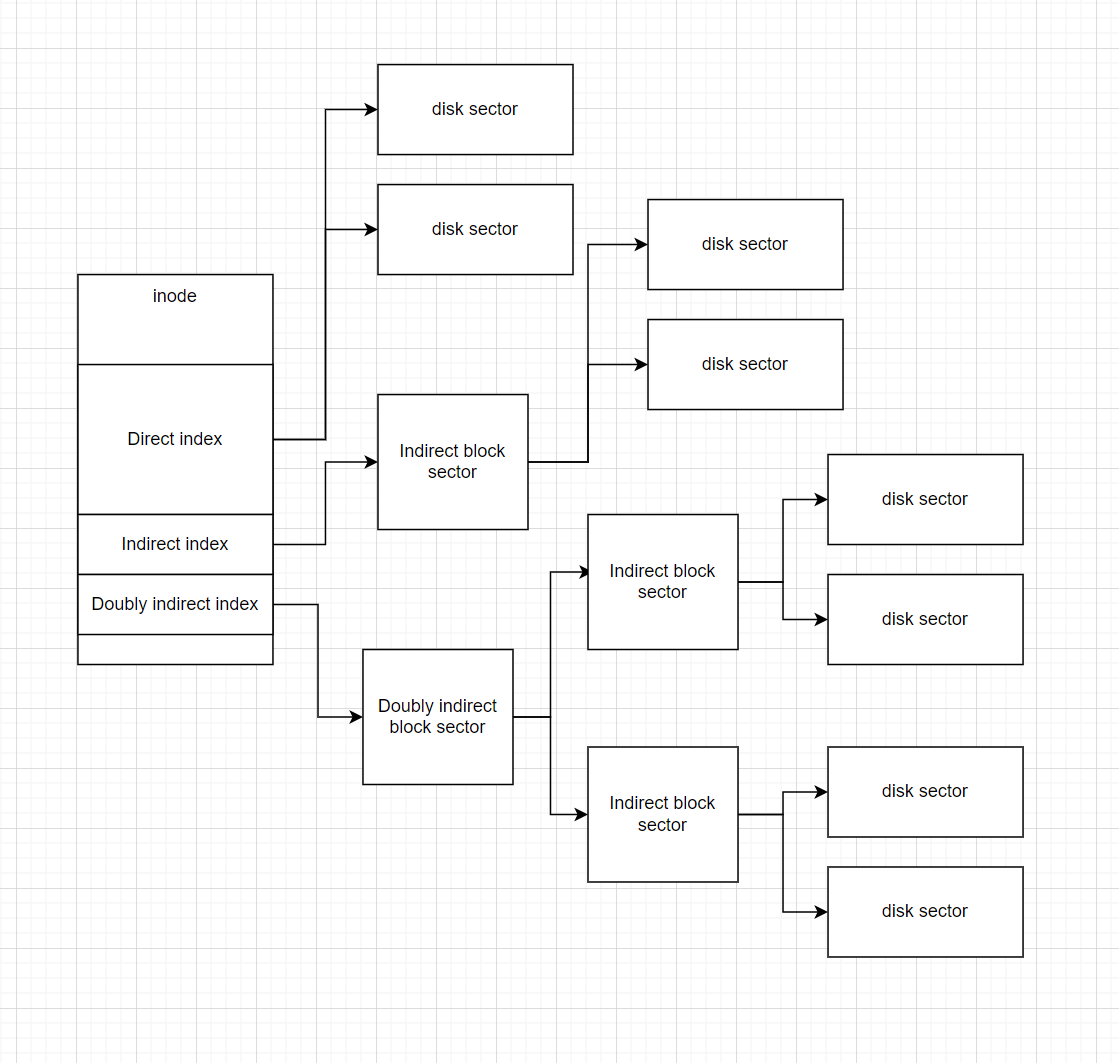 disk sector
disk sector
disk sector
inode
disk sector
Direct index
Indirect block
sector
disk sector
Indirect index
Indirect block
sector
Doubly indirect index
disk sector
Doubly indirect
block sector
disk sector
Indirect block
sector
disk sector